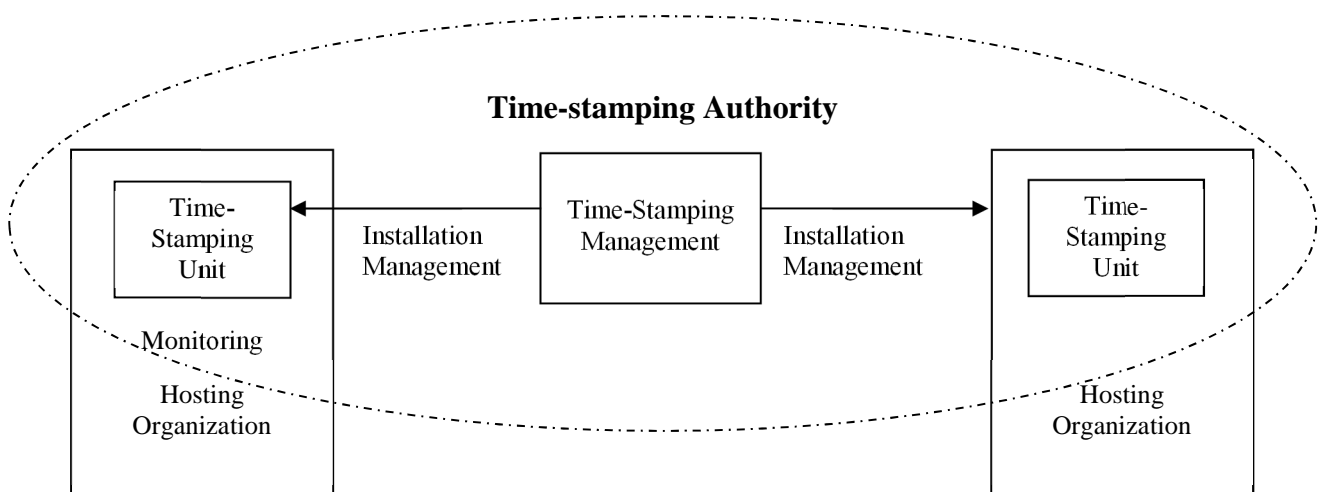 Time-stamping Authority
Time-
Stamping
Unit
Installation
Management
Time-Stamping
Management
Installation
Management
Time-
Stamping
Unit
Monitoring
Hosting
Organization
Hosting
Organization